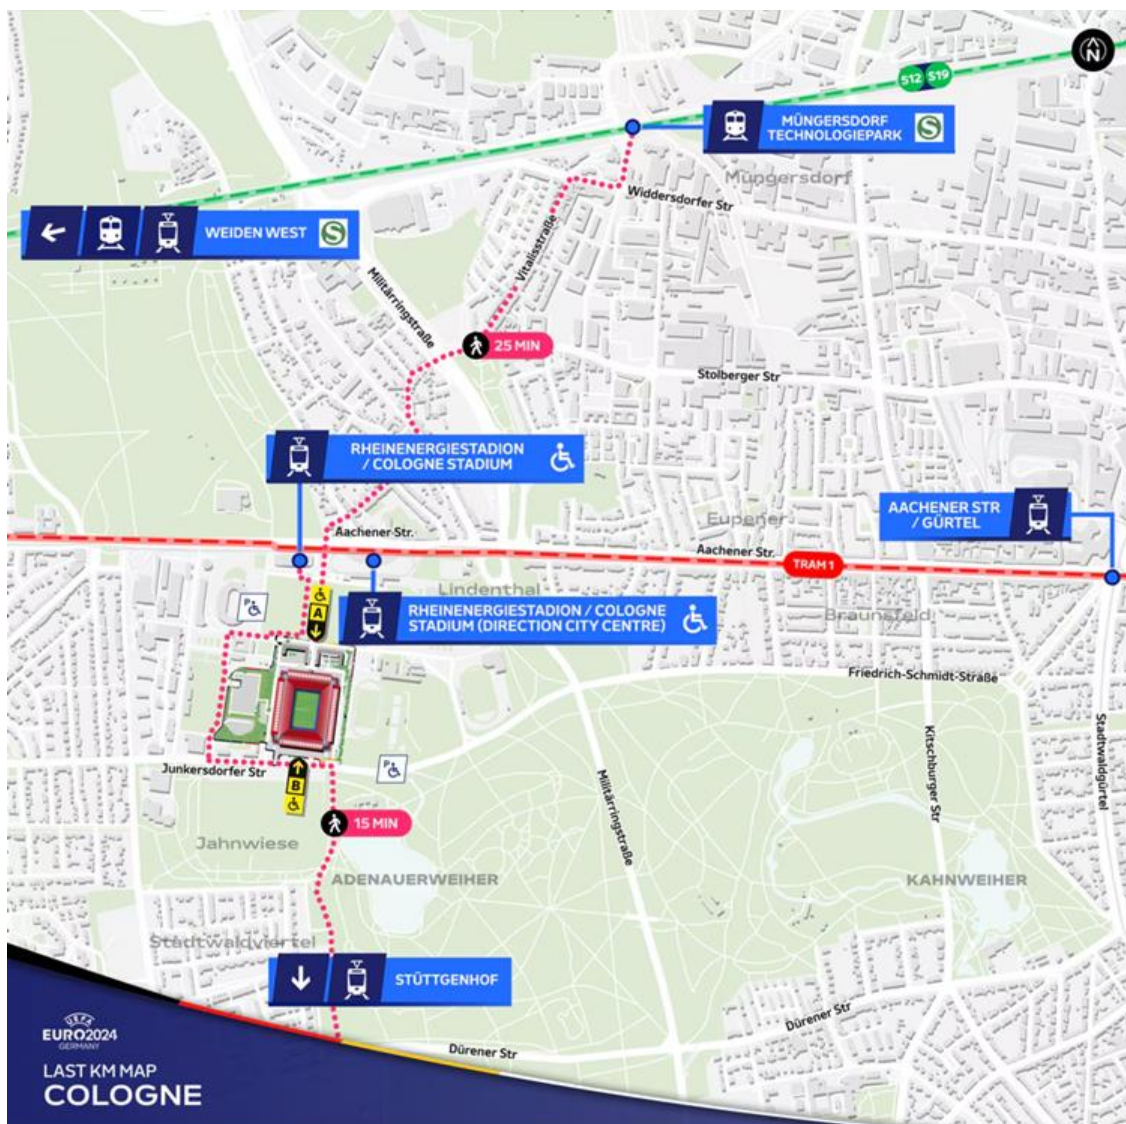 N
S12 S19
MÜNGERSDORF
TECHNOLOGIEPARK
S
Müngersdorf
Widdersdorfer Str
WEIDEN WEST
S
Vitalisstraße
Militärringstraße
25 MIN
Stolberger Str
RHEINENERGIESTADION
/ COLOGNE STADIUM
AACHENER STR
/ GÜRTEL
Eupener
Aachener Str.
Aachener Str.
TRAM 1
Lindenthal
P
A
RHEINENERGIESTADION / COLOGNE
STADIUM (DIRECTION CITY CENTRE)
Braunsfeld
Friedrich-Schmidt-Straße
Kitschburger Str
Stadtwaldgürtel
Junkersdorfer Str
P
B
Militärringstraße
15 MIN
Jahnwiese
ADENAUERWEIHER
KAHNWEIHER
Stadtwaldviertel
STÜTTGENHOF
Dürener Str
Dürener Str
UEFA
EURO2024
GERMANY
LAST KM MAP
COLOGNE